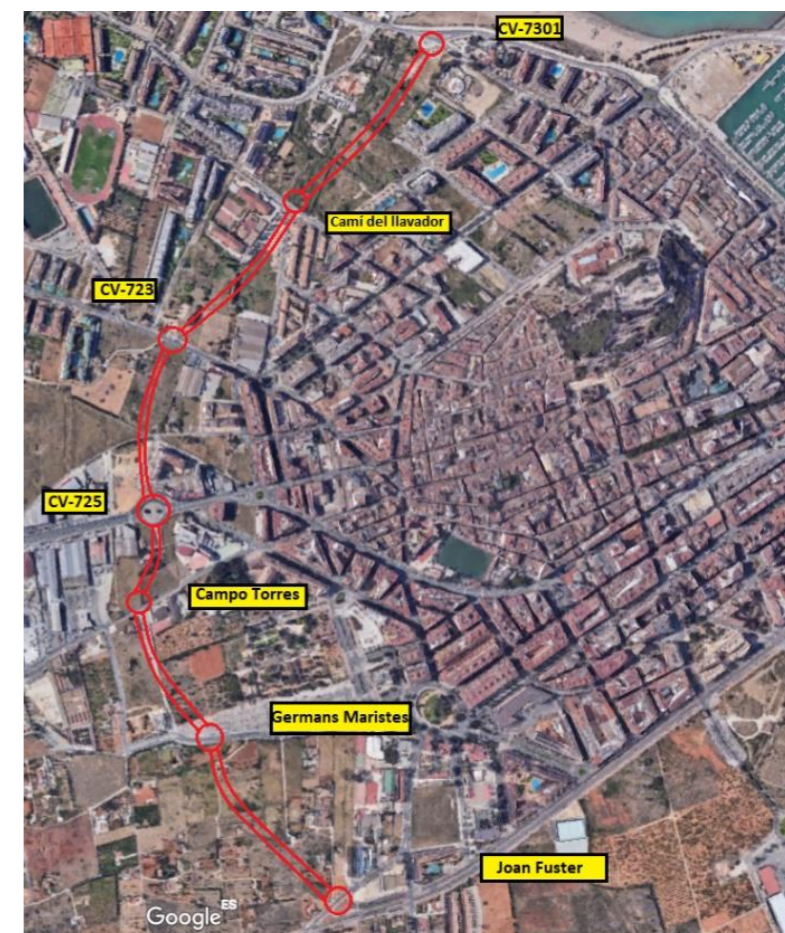 CV-7301
Camí del llavador
CV-723
CV-725
Campo Torres
Germans Maristes
Joan Fuster
Google
ES